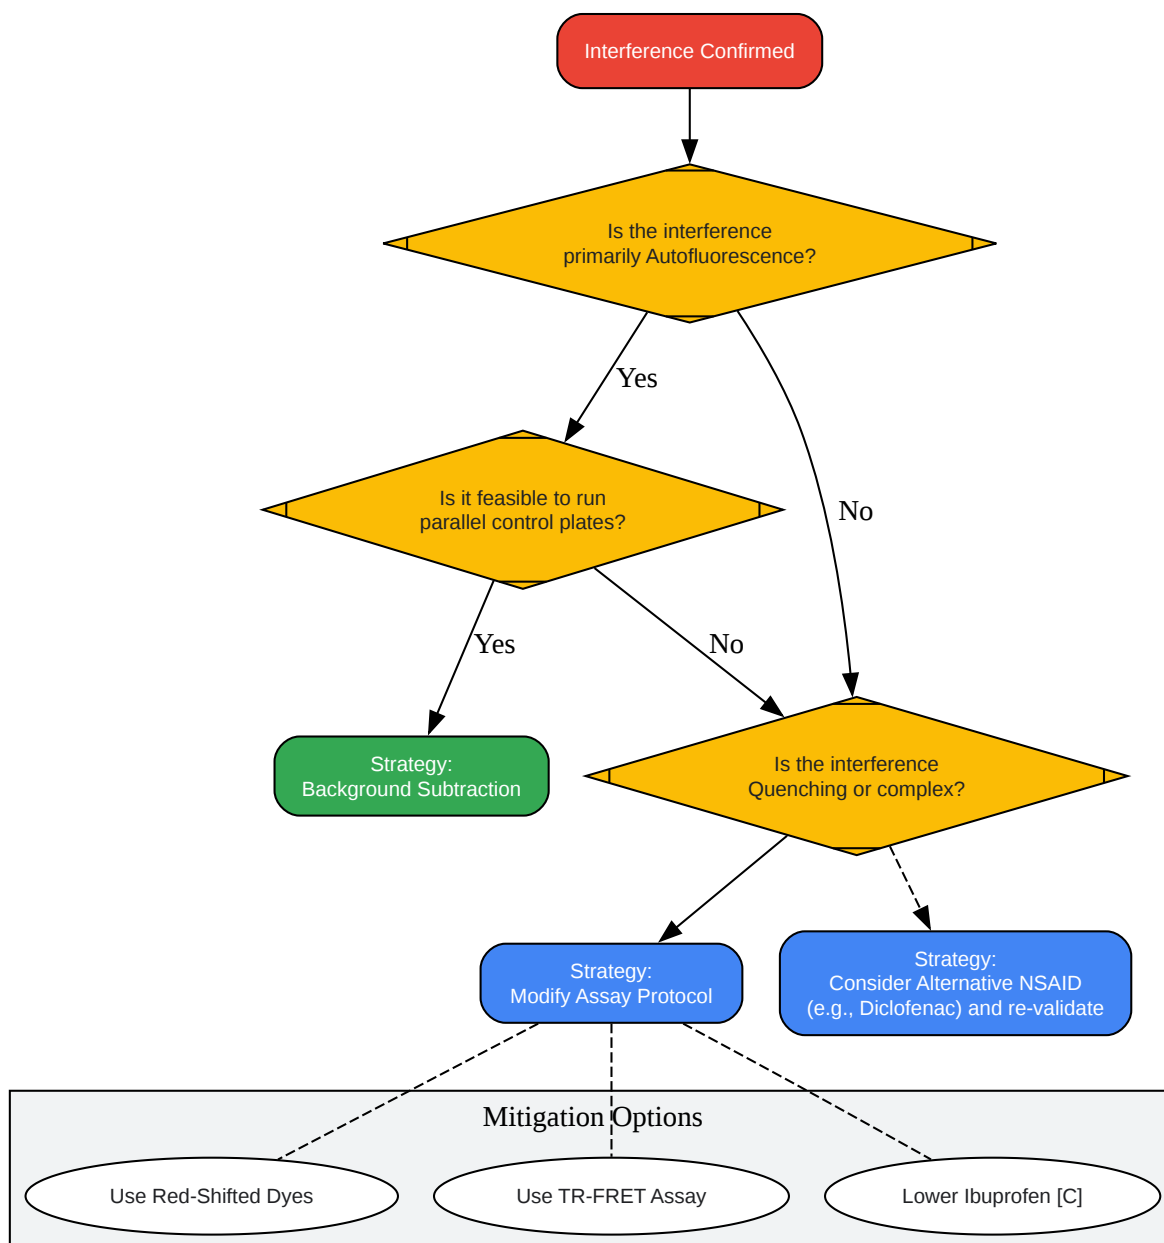 Interference Confirmed
Is the interference
primarily Autofluorescence?
Yes
No
Is it feasible to run
parallel control plates?
Yes
No
Strategy:
Background Subtraction
Is the interference
Quenching or complex?
Strategy:
Modify Assay Protocol
Strategy:
Consider Alternative NSAID
(e.g., Diclofenac) and re-validate
Mitigation Options
Use Red-Shifted Dyes
Use TR-FRET Assay
Lower Ibuprofen [C]